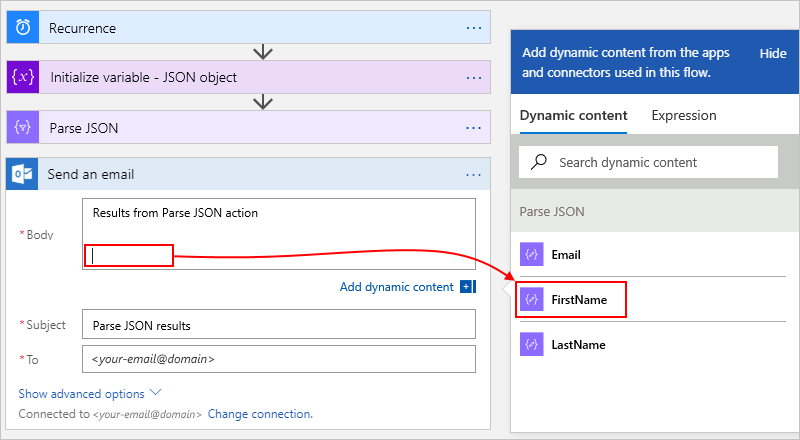 Recurrence
Initialize variable - JSON object
Parse JSON
Send an email
* Body
Results from Parse JSON action
Add dynamic content
* Subject
Parse JSON results
* To
<your-email@domain>
Show advanced options
Connected to <your-email@domain> Change connection.
Add dynamic content from the apps
and connectors used in this flow.
Hide
Dynamic content
Expression
Search dynamic content
Parse JSON
Email
FirstName
LastName